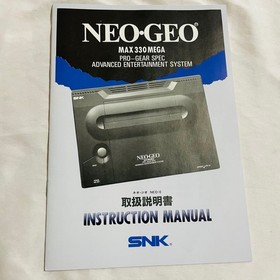 NEO·GEO
MAX 330 MEGA
PRO-GEAR SPEC
ADVANCED ENTERTAINMENT SYSTEM
NEO·GEO
取扱説明書
INSTRUCTION MANUAL
SNK